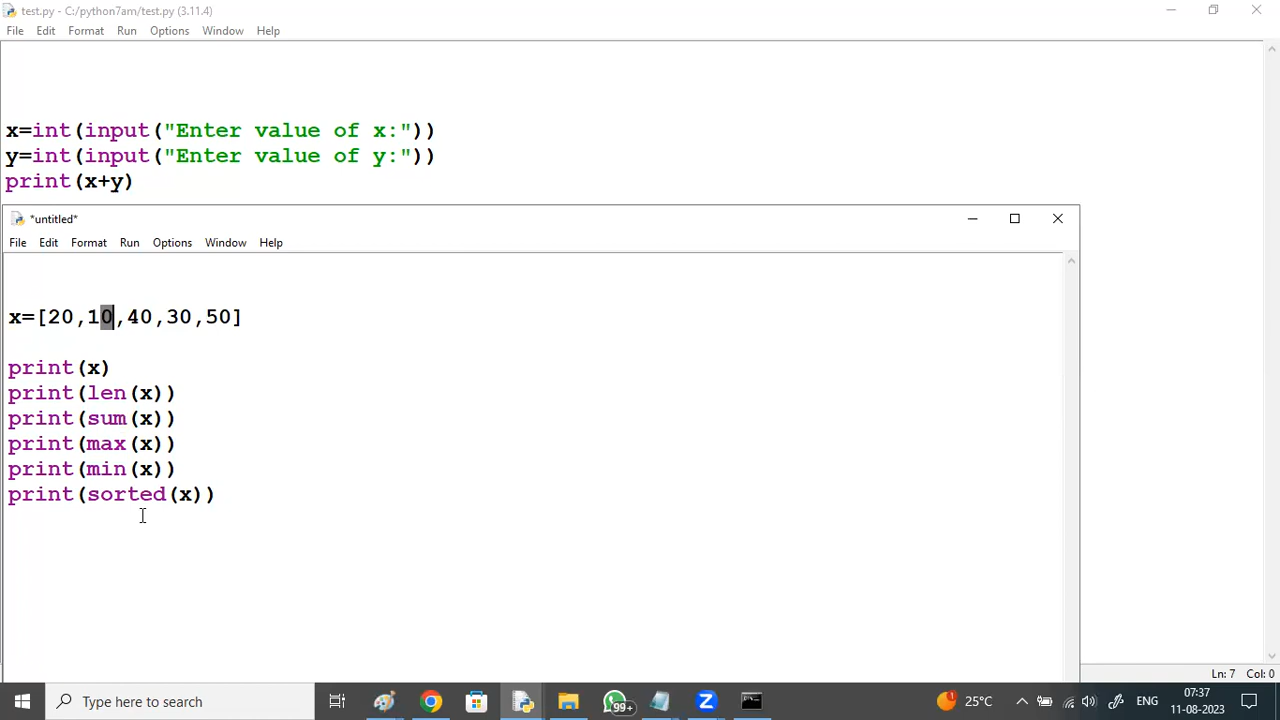 test.py - C:/python7am/test.py (3.11.4)
File Edit Format Run Options Window Help
x=int(input("Enter value of x:"))
y=int(input("Enter value of y:"))
print(x+y)
*untitled*
File Edit Format Run Options Window Help
x=[20,10,40,30,50]
print(x)
print(len(x))
print(sum(x))
print(max(x))
print(min(x))
print(sorted(x))
Ln: 7 Col: 0
Type here to search
99+
1
25°C
ENG
07:37
11-08-2023